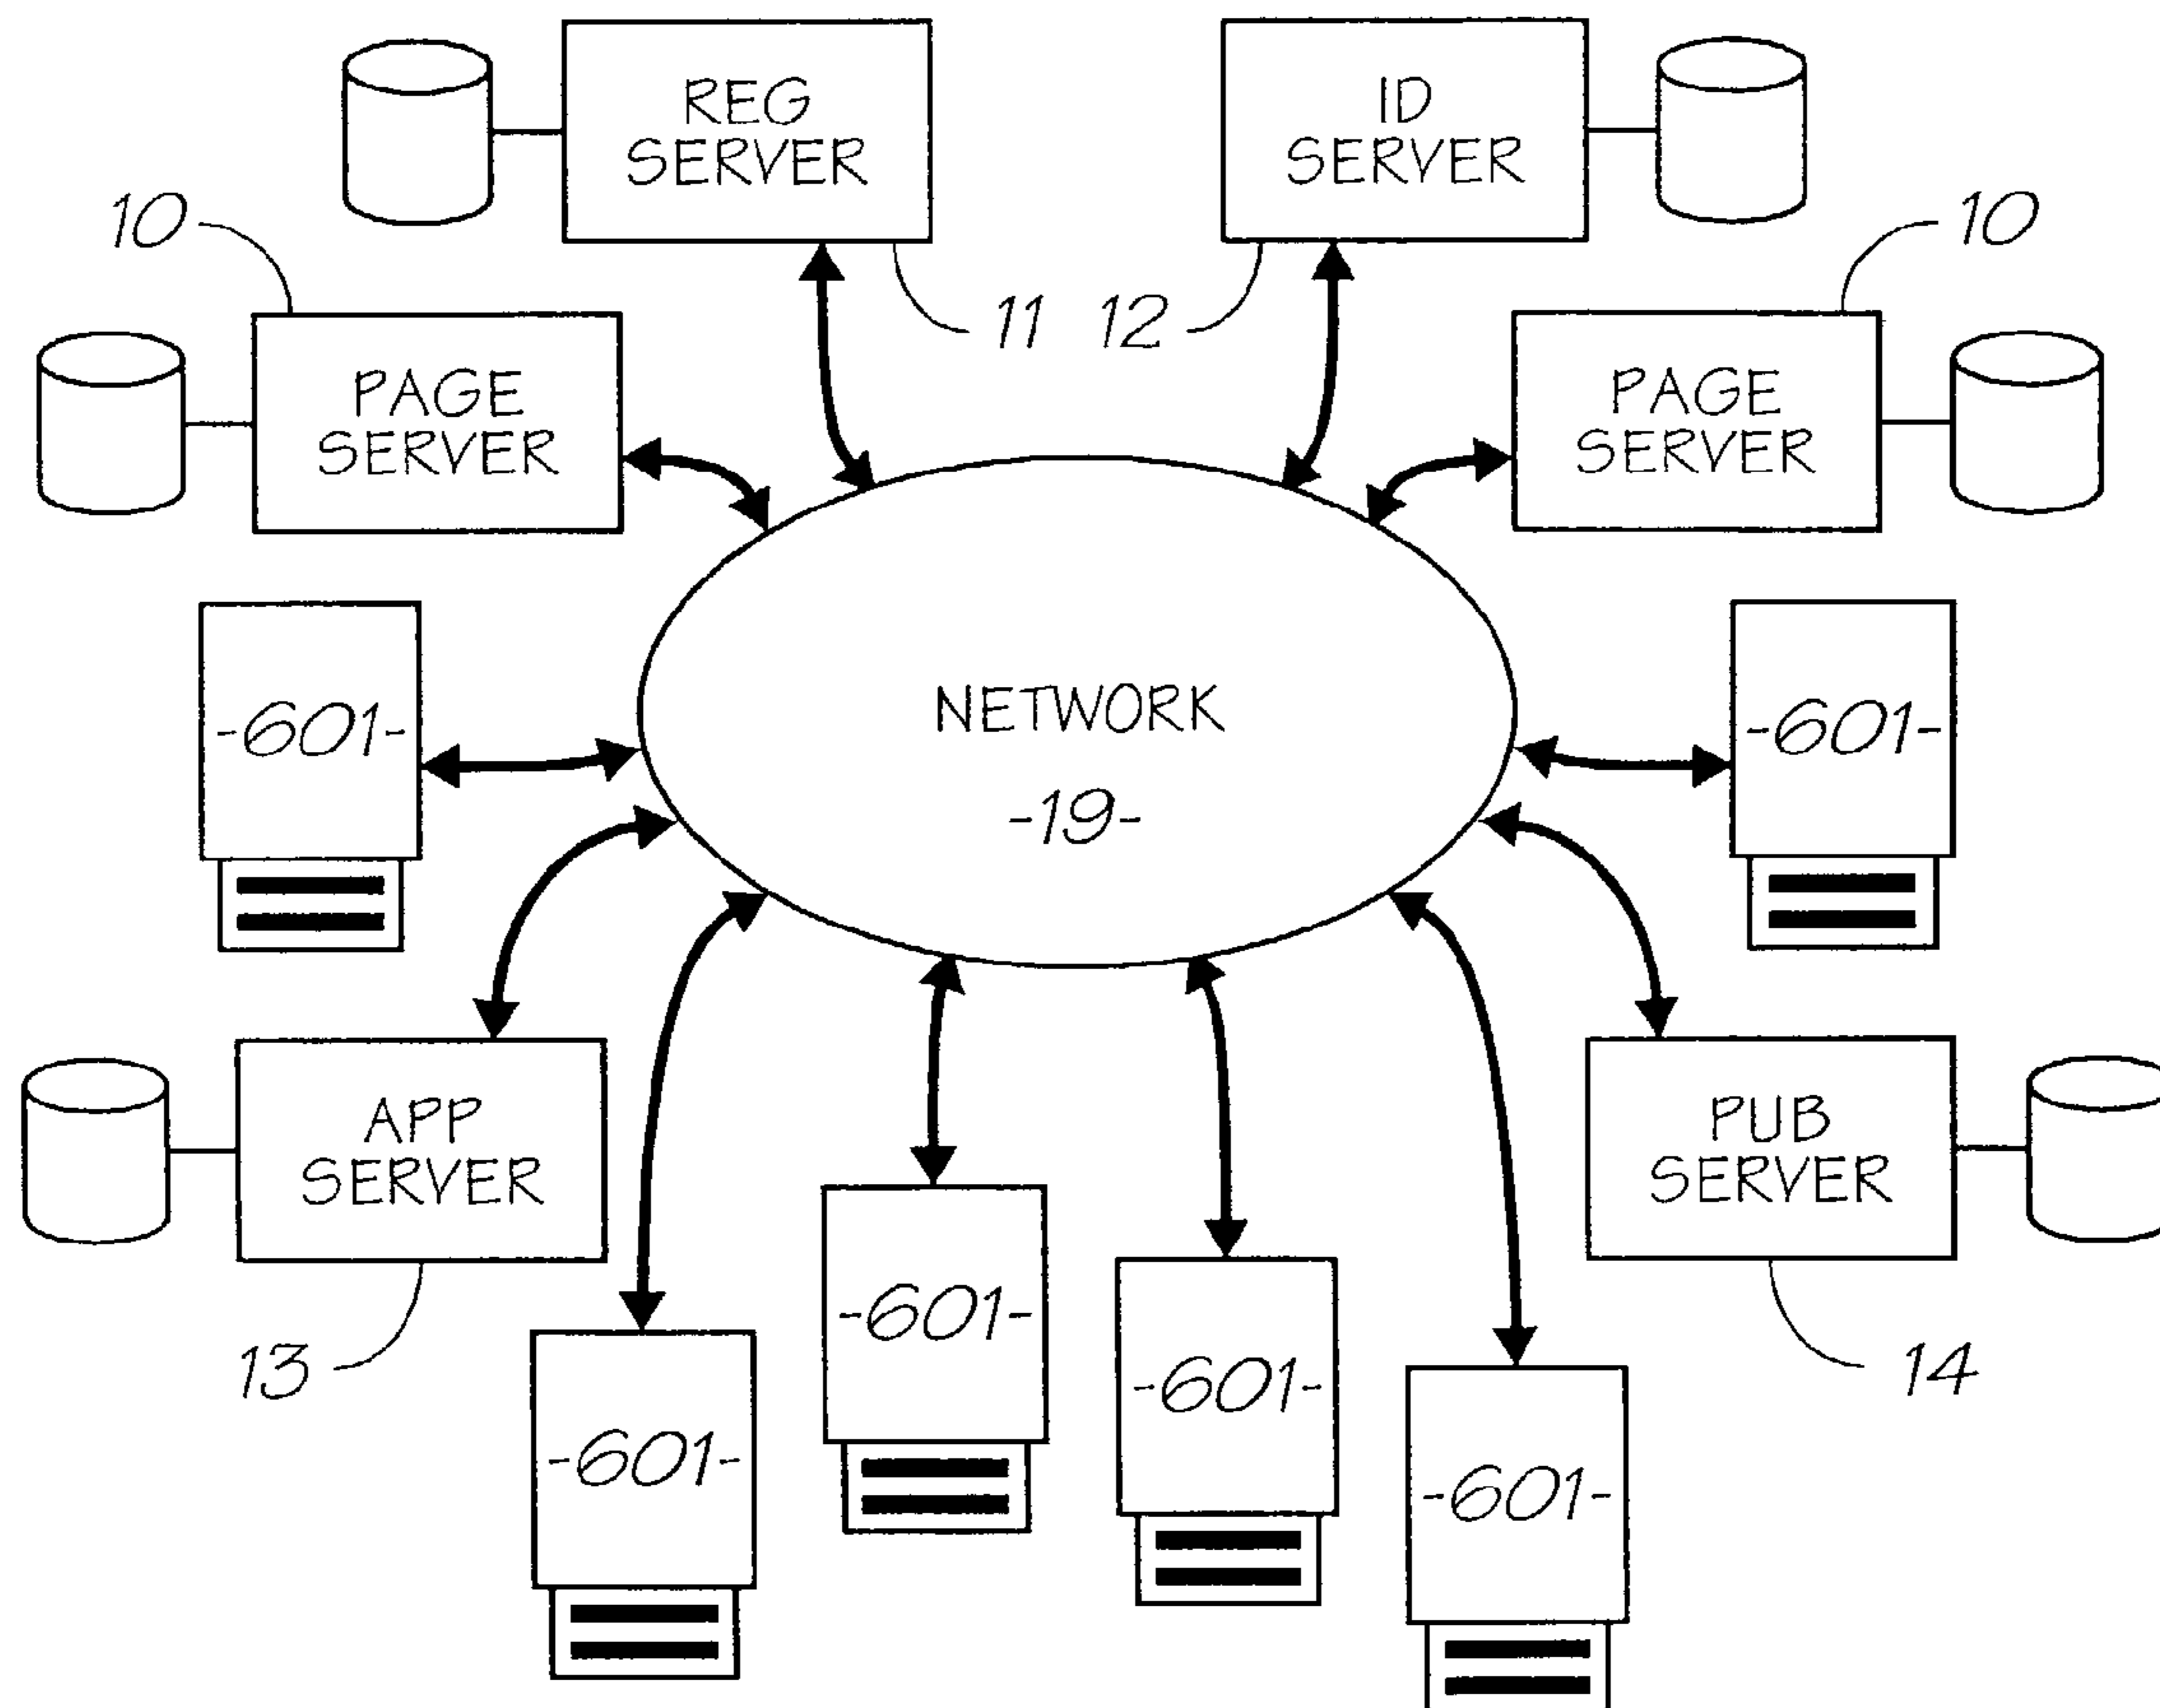 REG
SERVER
ID
SERVER
10
10
11
12
PAGE
SERVER
PAGE
SERVER
-601-
NETWORK
-19-
-601-
APP
SERVER
PUB
SERVER
13
-601-
-601-
-601-
-601-
14